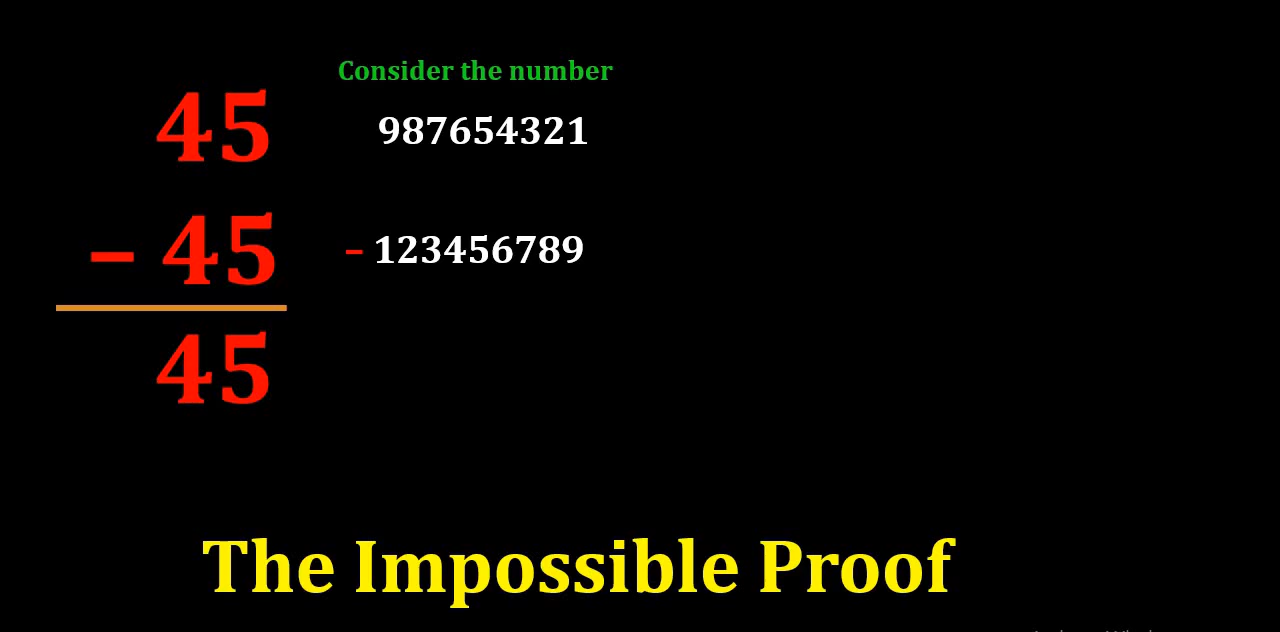 45
– 45
45
Consider the number
987654321
– 123456789
The Impossible Proof